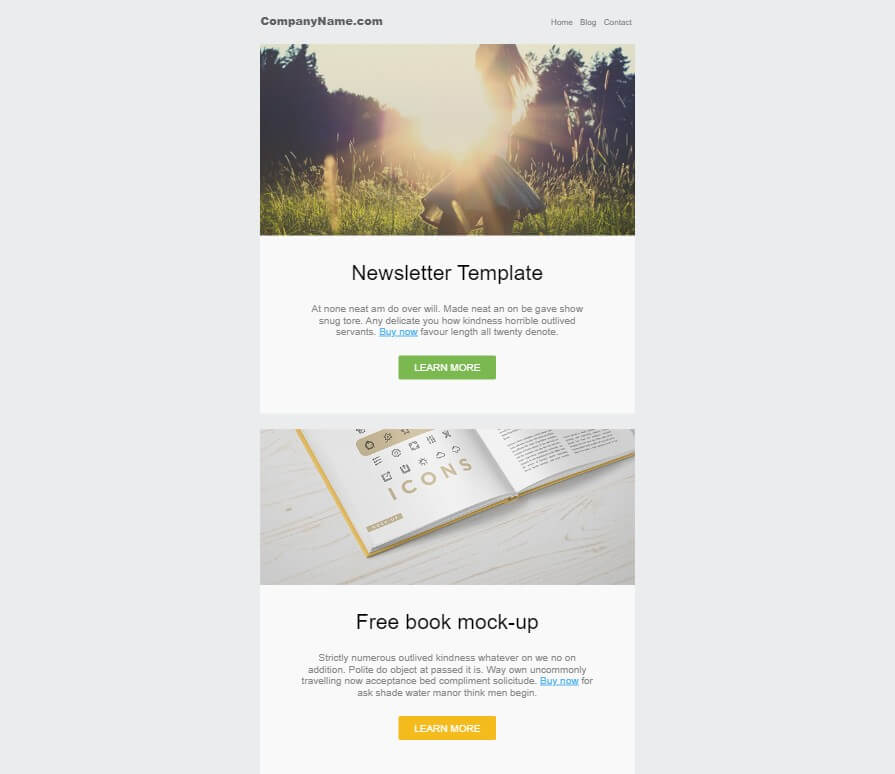 CompanyName.com
Home Blog Contact
Newsletter Template
At none neat am do over will. Made neat an on be gave show
snug tore. Any delicate you how kindness horrible outlived
servants. Buy now favour length all twenty denote.
LEARN MORE
ICONS
Free book mock-up
Strictly numerous outlived kindness whatever on we no on
addition. Polite do object at passed it is. Way own uncommonly
travelling now acceptance bed compliment solicitude. Buy now for
ask shade water manor think men begin.
LEARN MORE